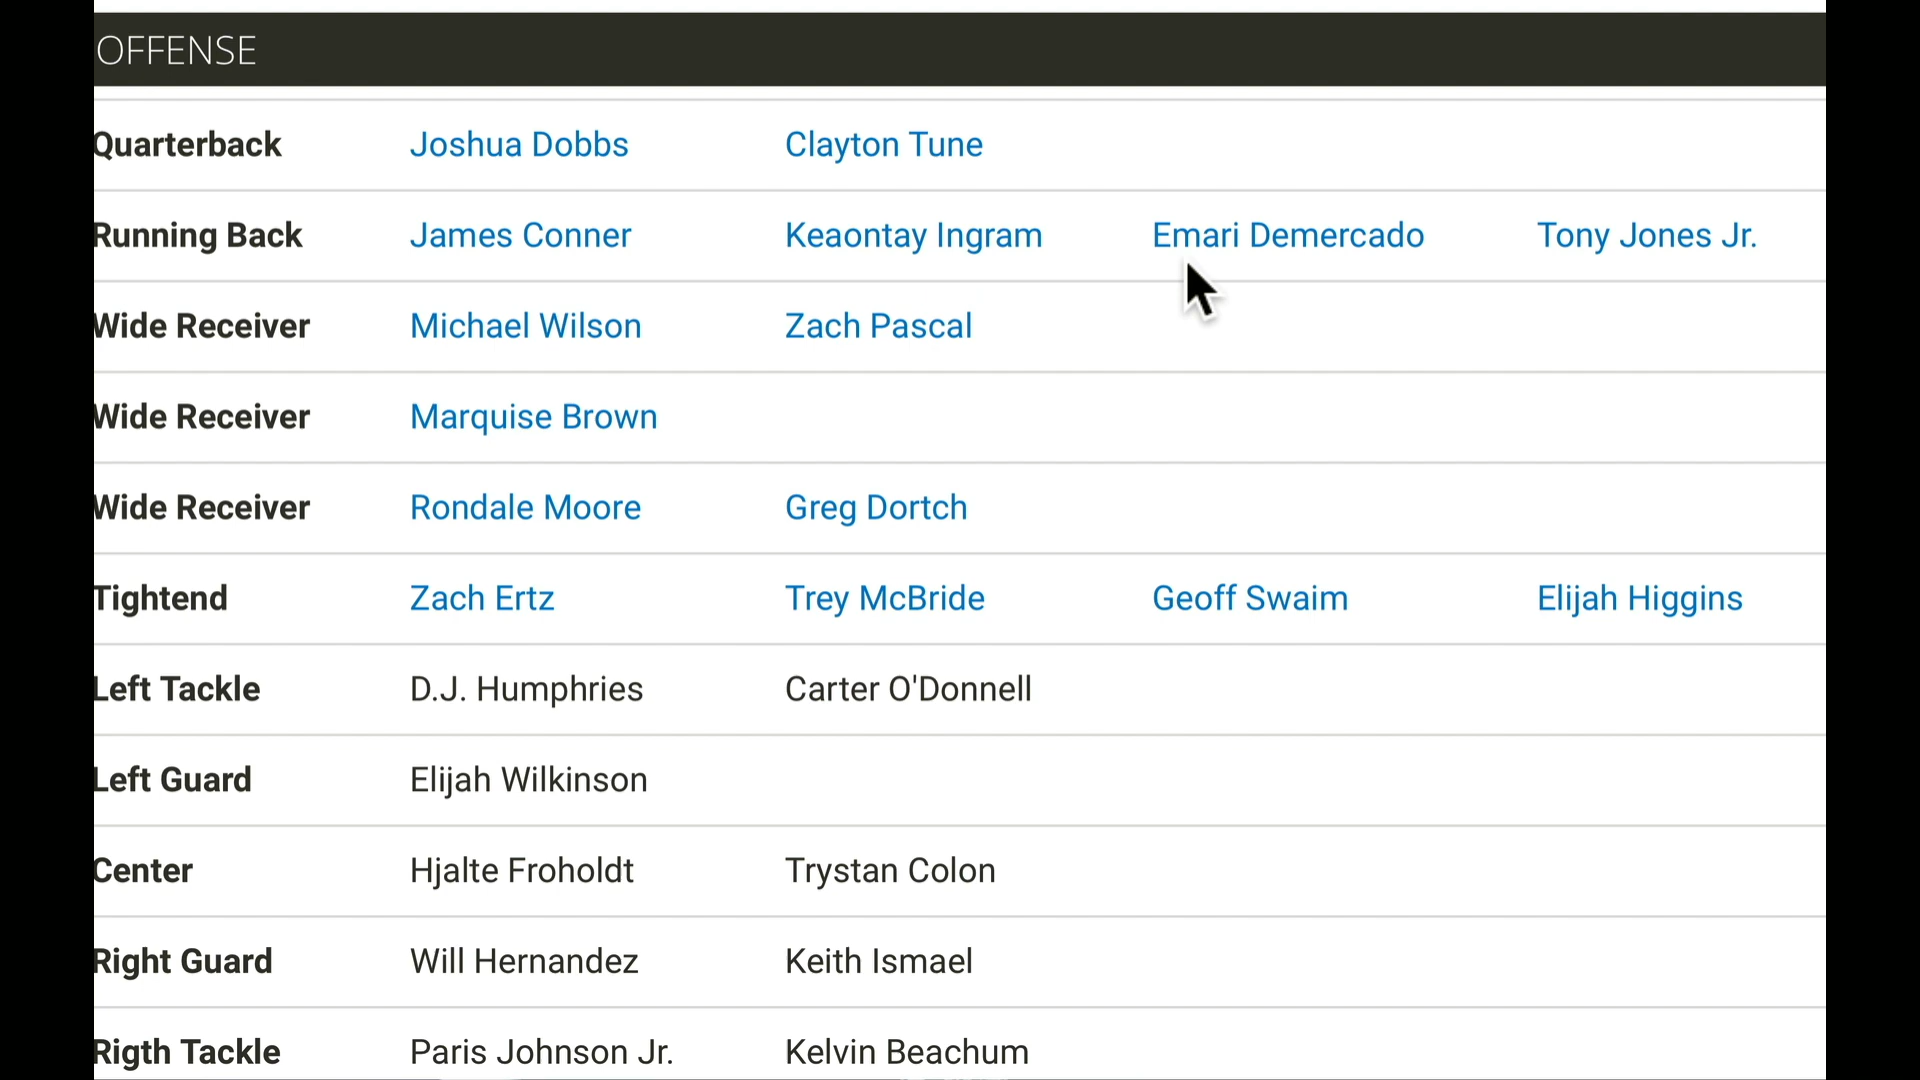 OFFENSE
Quarterback Joshua Dobbs Clayton Tune
Running Back James Conner Keaontay Ingram Emari Demercado Tony Jones Jr.
Wide Receiver Michael Wilson Zach Pascal
Wide Receiver Marquise Brown
Wide Receiver Rondale Moore Greg Dortch
Tightend Zach Ertz Trey McBride Geoff Swaim Elijah Higgins
Left Tackle D.J. Humphries Carter O'Donnell
Left Guard Elijah Wilkinson
Center Hjalte Froholdt Trystan Colon
Right Guard Will Hernandez Keith Ismael
Rigth Tackle Paris Johnson Jr. Kelvin Beachum